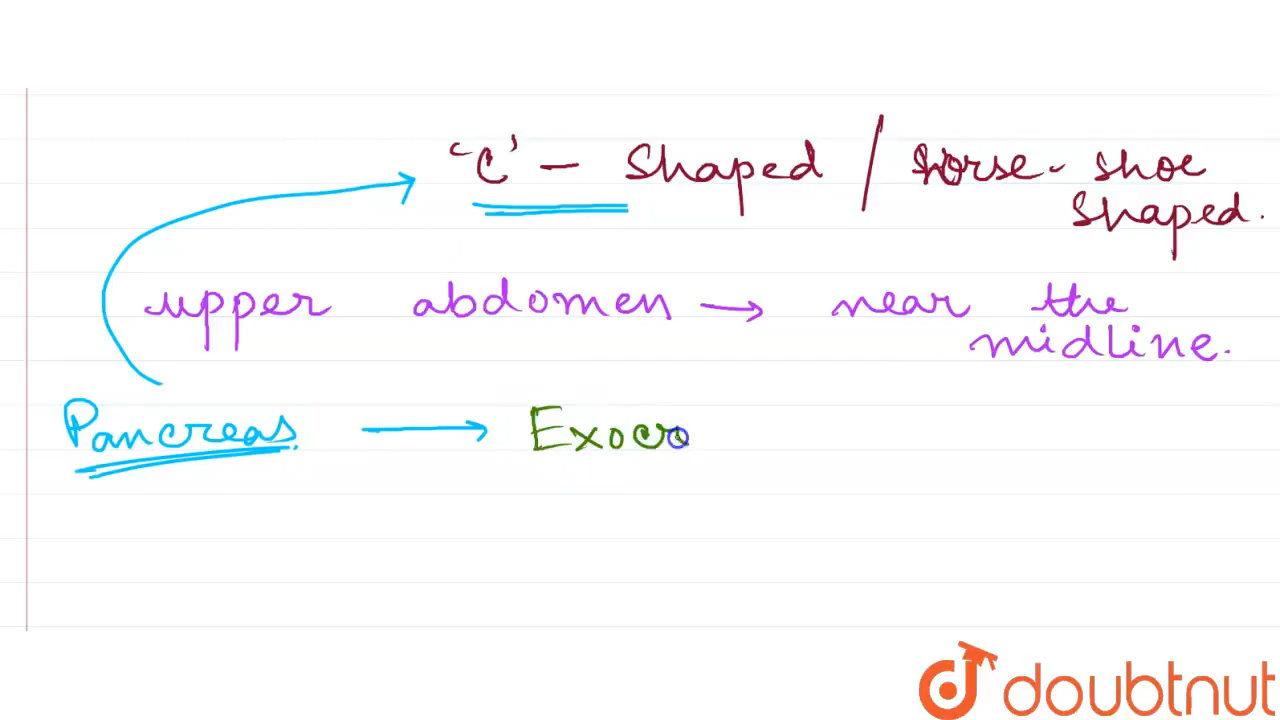 'C' - Shaped / horse-shoe
shaped.
upper abdomen → near the
midline.
Pancreas. → Exocr
doubtnut